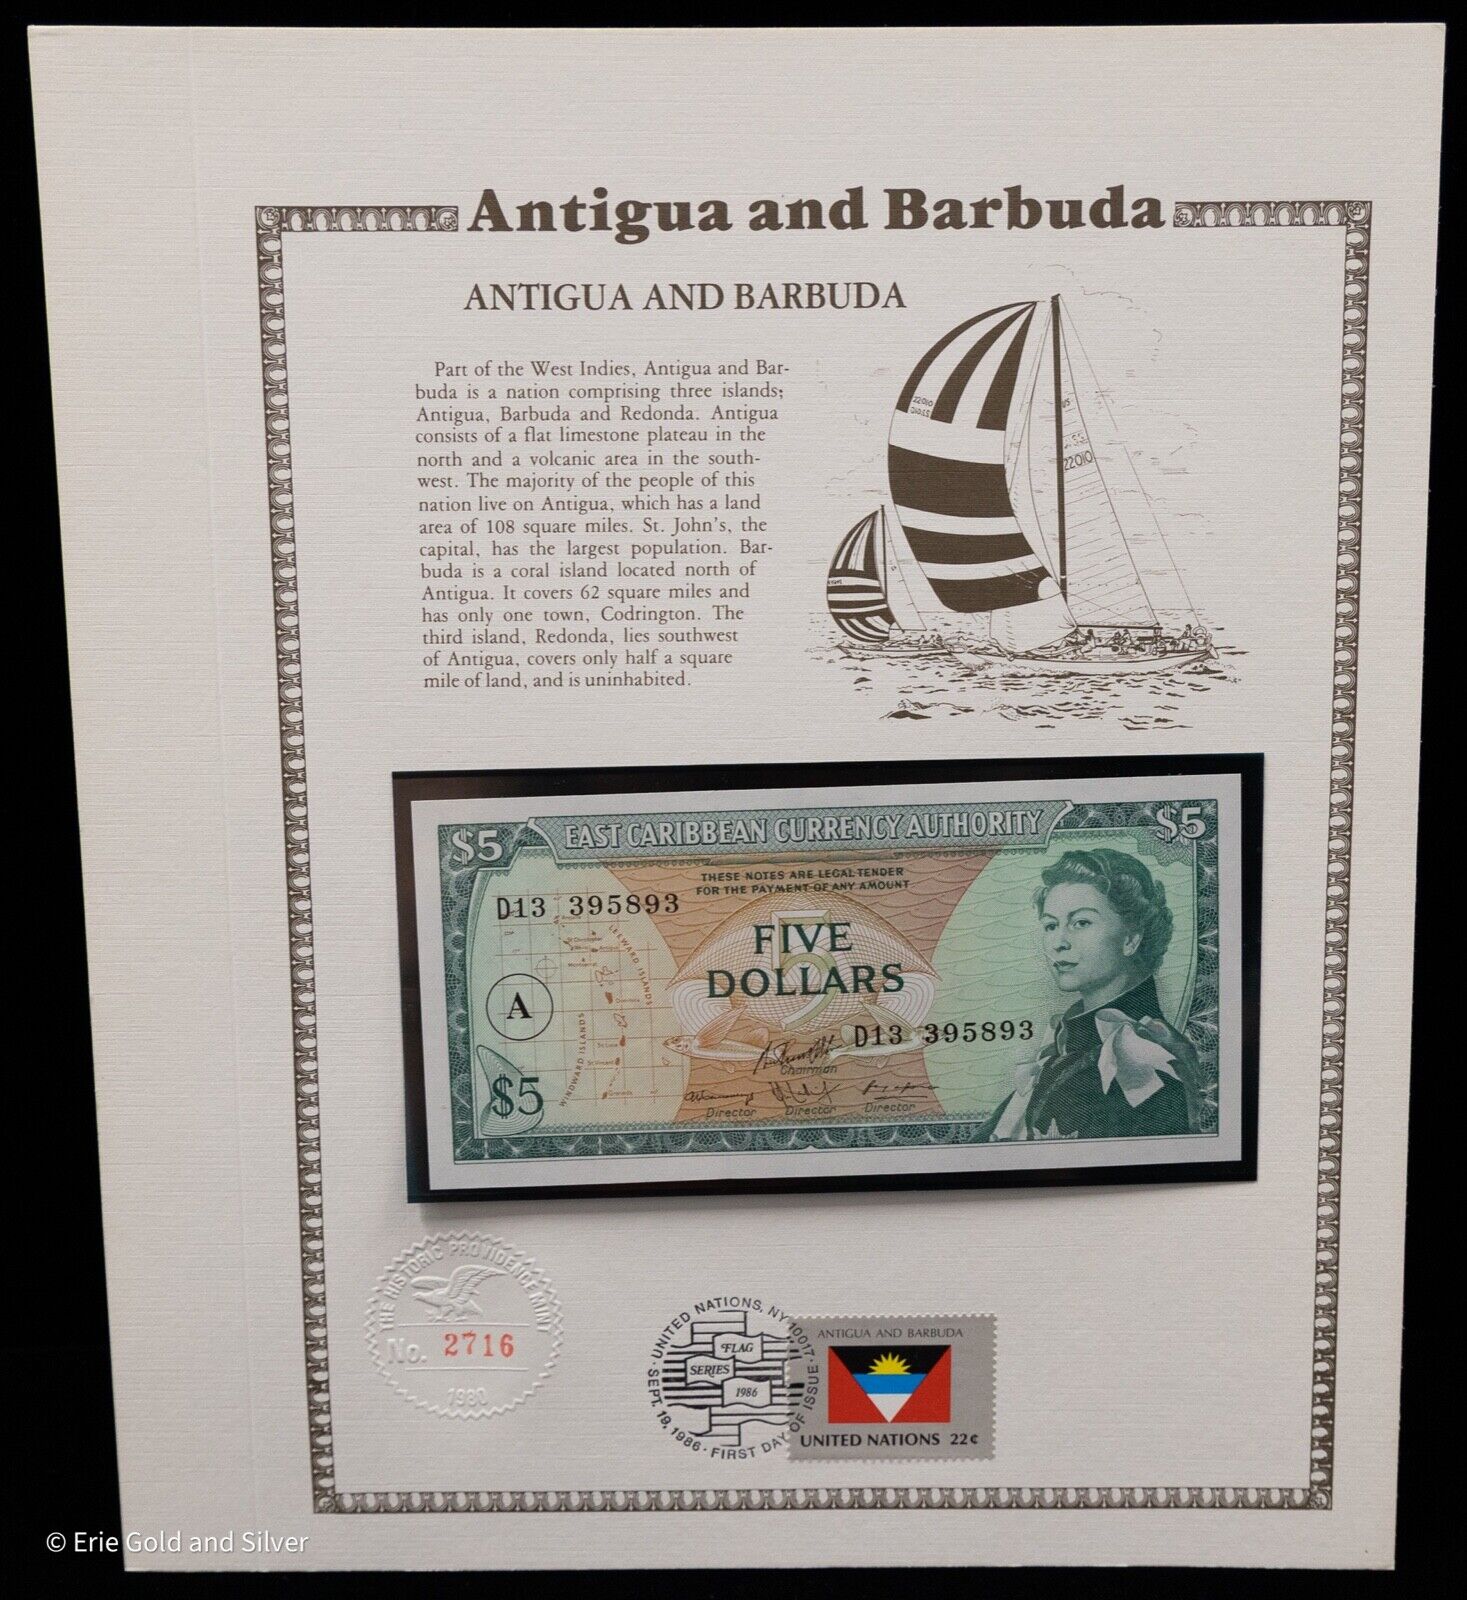 Antigua and Barbuda
ANTIGUA AND BARBUDA
Part of the West Indies, Antigua and Bar-
buda is a nation comprising three islands;
Antigua, Barbuda and Redonda. Antigua
consists of a flat limestone plateau in the
north and a volcanic area in the south-
west. The majority of the people of this
nation live on Antigua, which has a land
area of 108 square miles. St. John's, the
capital, has the largest population. Bar-
buda is a coral island located north of
Antigua. It covers 62 square miles and
has only one town, Codrington. The
third island, Redonda, lies southwest
of Antigua, covers only half a square
mile of land, and is uninhabited.
22010
22010
$5 EAST CARIBBEAN CURRENCY AUTHORITY $5
THESE NOTES ARE LEGAL TENDER
FOR THE PAYMENT OF ANY AMOUNT
D13 395893
5
FIVE
DOLLARS
LEEWARD ISLANDS
WINDWARD ISLANDS
A
D13 395893
Chairman
$5
Director Director Director
THE HISTORIC PROVIDENCE MINT
No. 2716
1980
UNITED NATIONS, NY 10017
FLAG
SERIES
1986
SEPT. 19, 1986 · FIRST DAY OF ISSUE
ANTIGUA AND BARBUDA
UNITED NATIONS 22¢
© Erie Gold and Silver